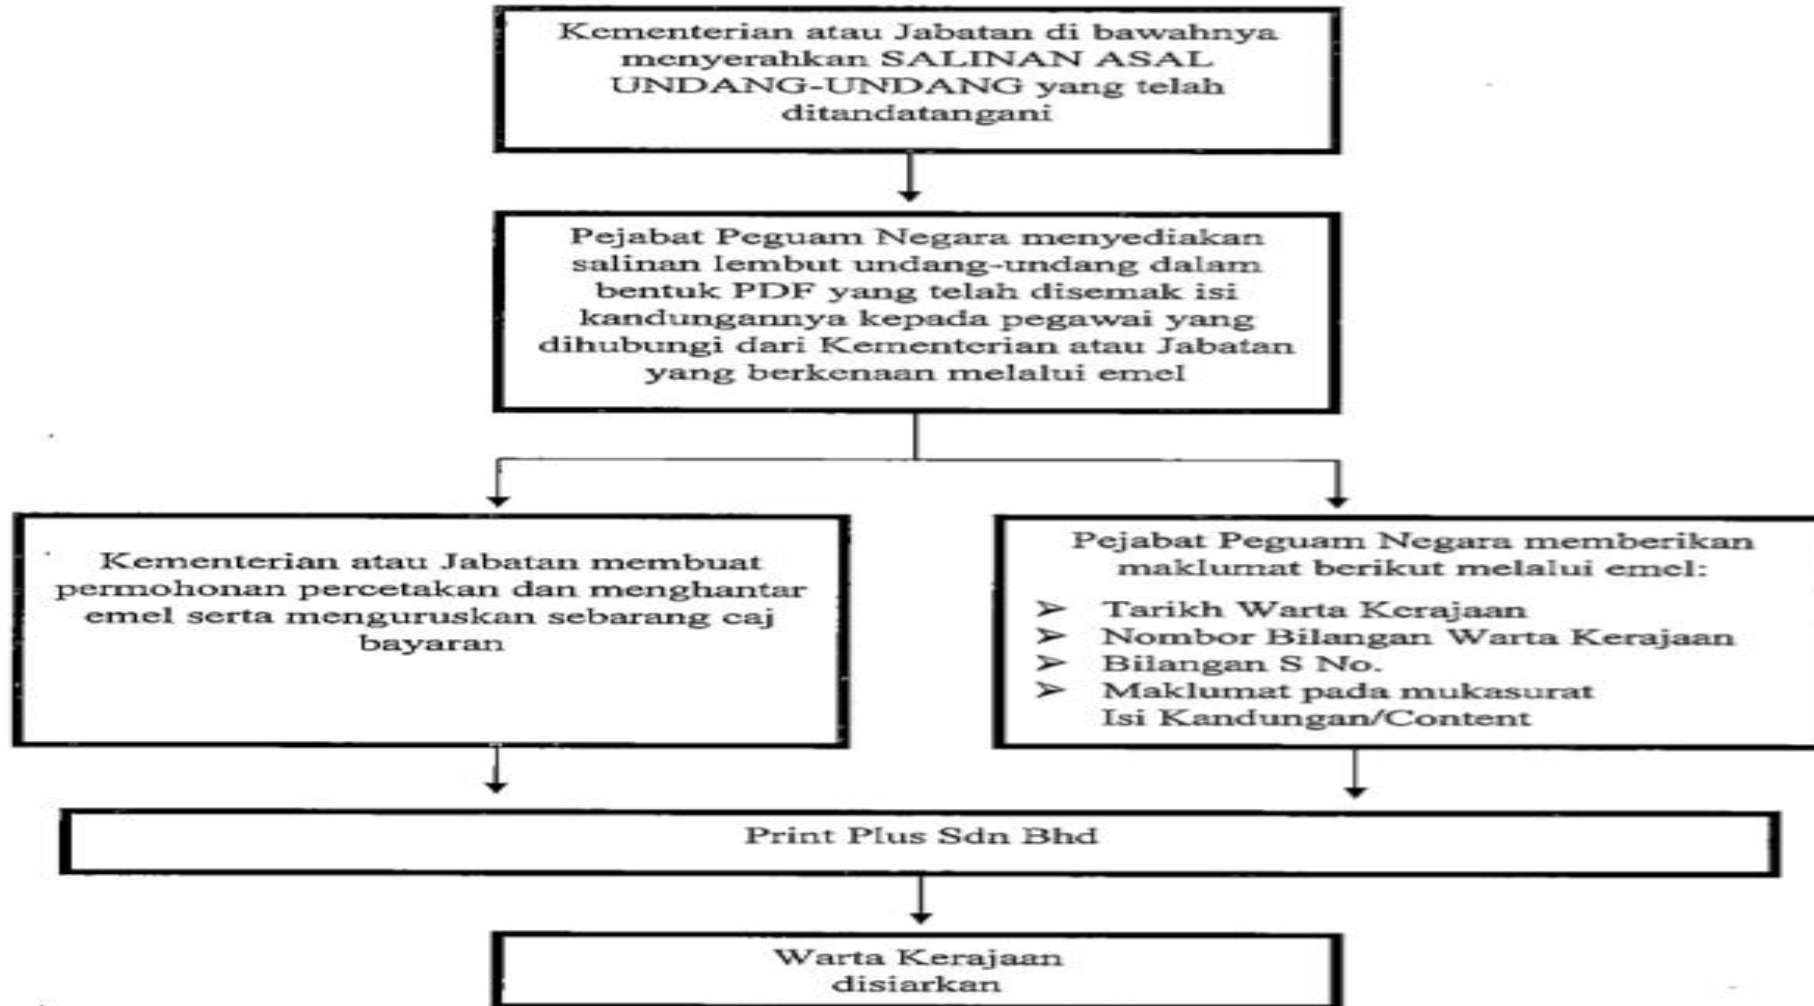 Kementerian atau Jabatan di bawahnya
menyerahkan SALINAN ASAL
UNDANG-UNDANG yang telah
ditandatangani
Pejabat Peguam Negara menyediakan
salinan lembut undang-undang dalam
bentuk PDF yang telah disemak isi
kandungannya kepada pegawai yang
dihubungi dari Kementerian atau Jabatan
yang berkenaan melalui emel
Kementerian atau Jabatan membuat
permohonan percetakan dan menghantar
emel serta menguruskan sebarang caj
bayaran
Pejabat Peguam Negara memberikan
maklumat berikut melalui emel:
➢ Tarikh Warta Kerajaan
➢ Nombor Bilangan Warta Kerajaan
➢ Bilangan S No.
➢ Maklumat pada mukasurat
Isi Kandungan/Content
Print Plus Sdn Bhd
Warta Kerajaan
disiarkan